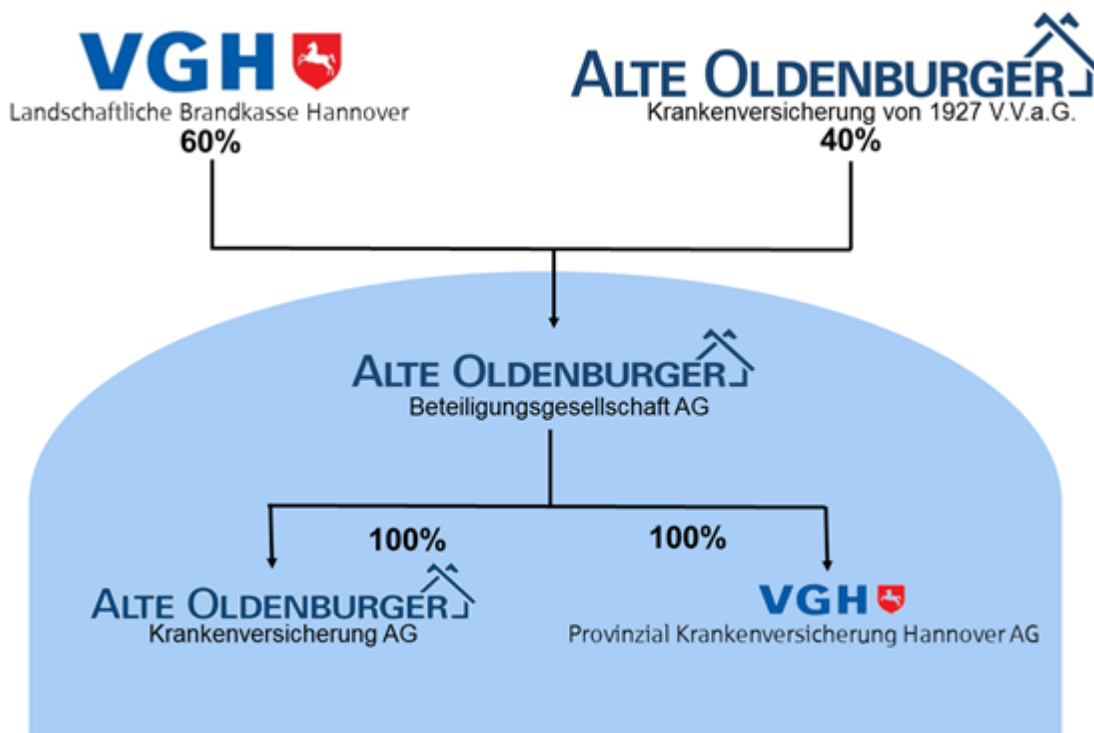 VGH
Landschaftliche Brandkasse Hannover
60%
ALTE OLDENBURGER
Krankenversicherung von 1927 V.V.a.G.
40%
ALTE OLDENBURGER
Beteiligungsgesellschaft AG
100%
100%
ALTE OLDENBURGER
Krankenversicherung AG
VGH
Provinzial Krankenversicherung Hannover AG